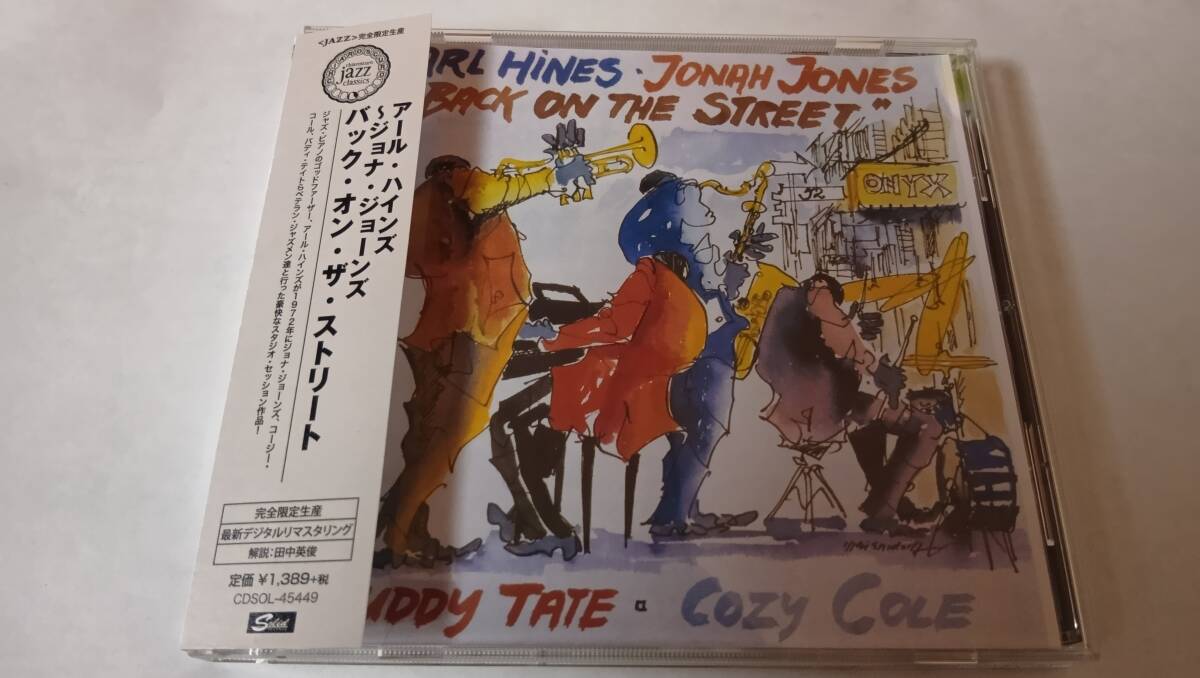 <JAZZ>完全限定生産
jazz
classics
アール・ハインズ
～ジョナ・ジョーンズ
バック・オン・ザ・ストリート
ジャズ・ピアノのゴッドファーザー、アール・ハインズが1972年にジョナ・ジョーンズ、コージー・
コール、バディ・テイトらベテラン・ジャズメン達と行った豪快なスタジオ・セッション作品！
完全限定生産
最新デジタルリマスタリング
解説：田中英俊
定価 ¥1,389+税
CDSOL-45449
Solid
ARL HINES · JONAH JONES
BACK ON THE STREET"
52
ONYX
UDDY TATE COZY COLE